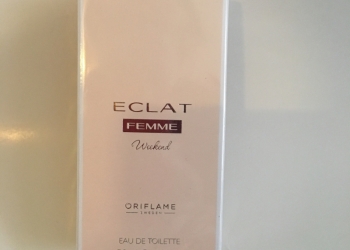 ECLAT
FEMME
Weekend
ORIFLAME
SWEDEN
EAU DE TOILETTE